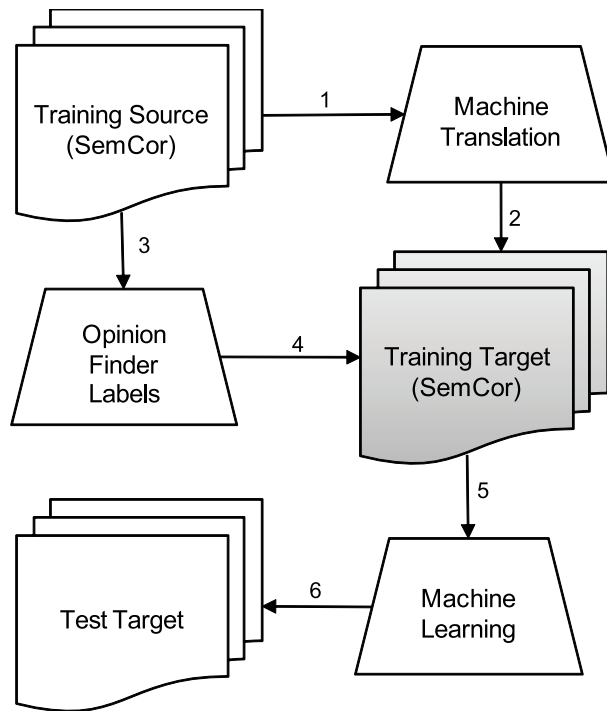 Training Source
(SemCor)
1
Machine
Translation
2
3
Opinion
Finder
Labels
4
Training Target
(SemCor)
5
Test Target
6
Machine
Learning